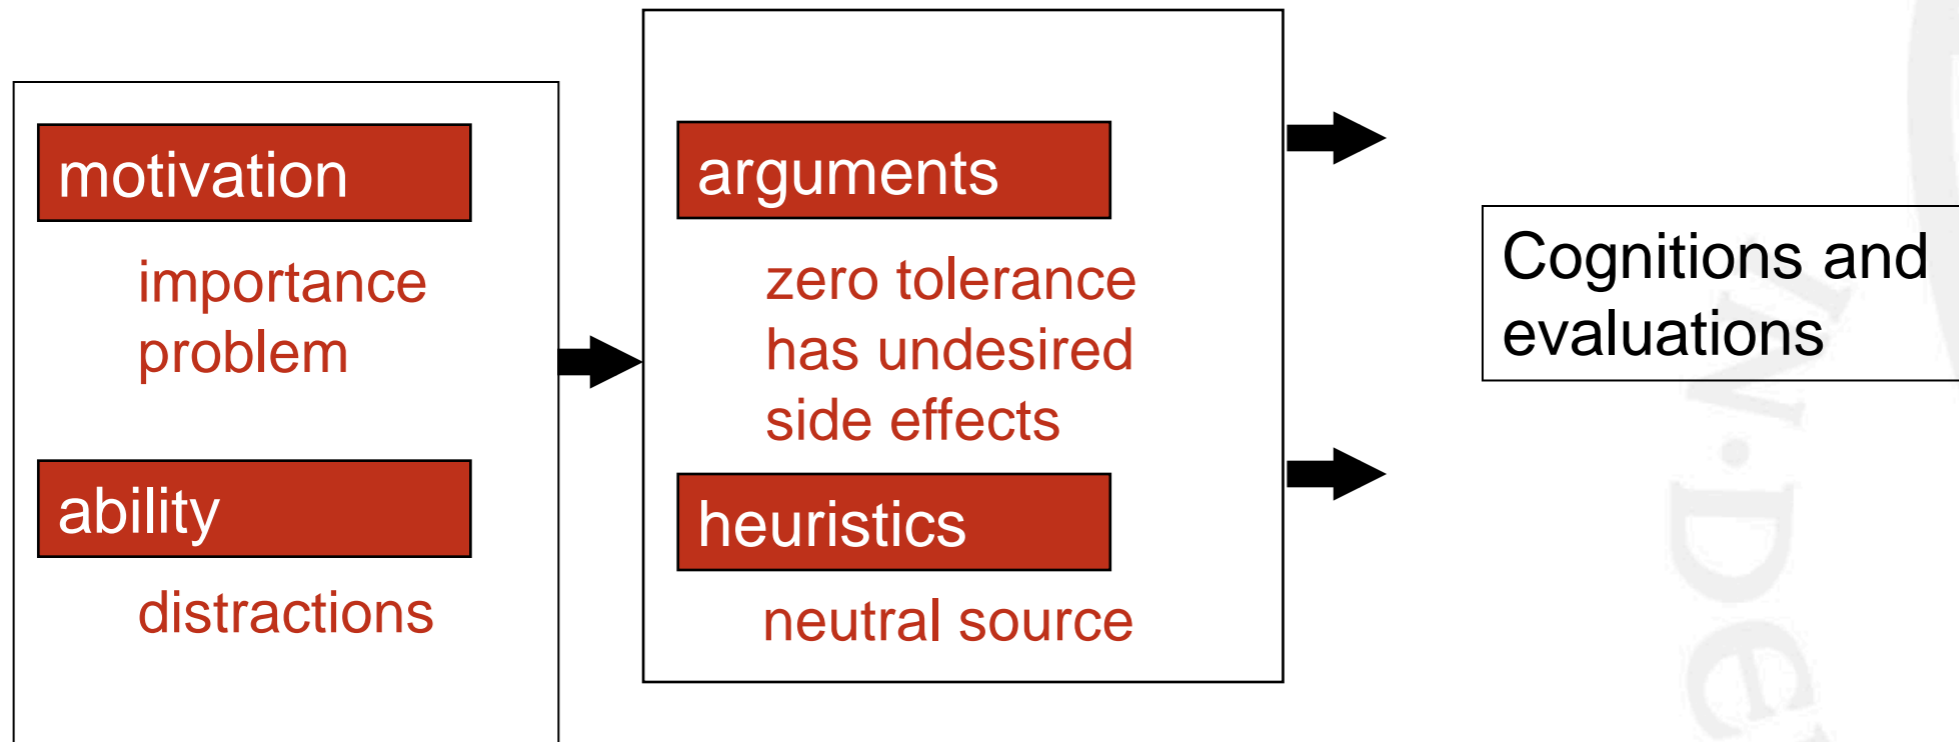 motivation
importance
problem
ability
distractions
arguments
zero tolerance
has undesired
side effects
heuristics
neutral source
Cognitions and
evaluations